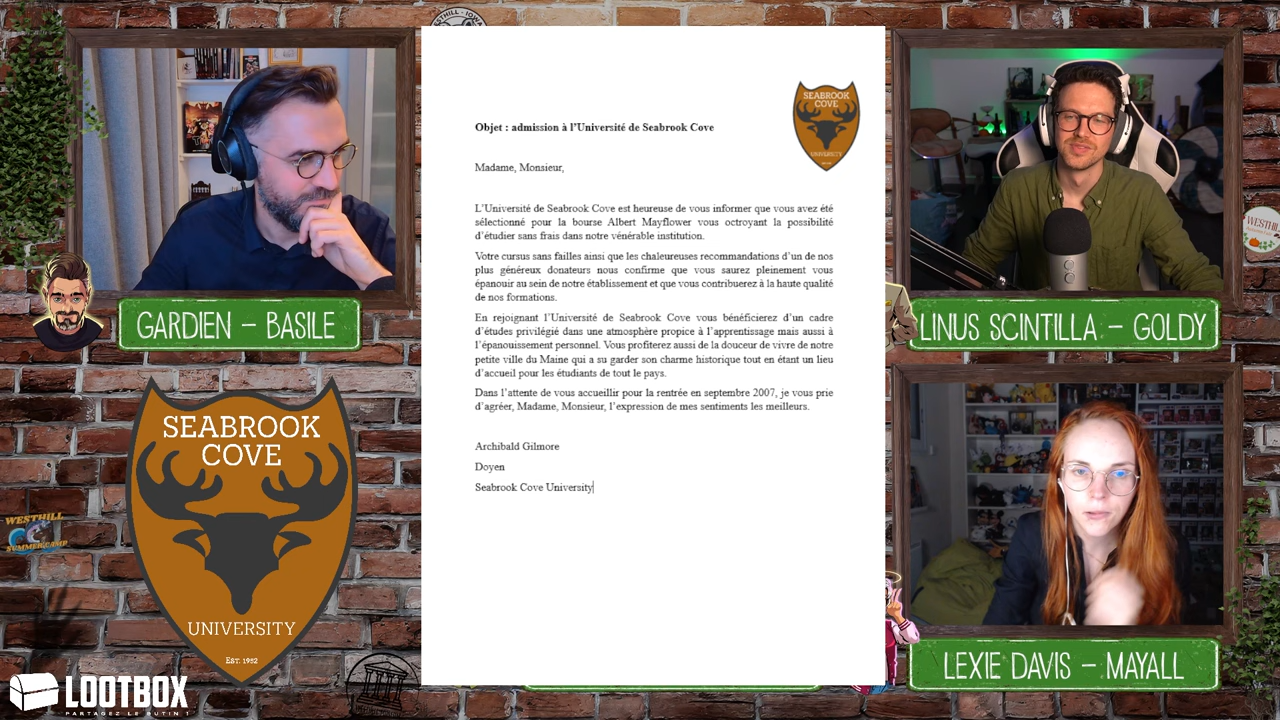 WESTHILL - IOWA
SEABROOK
COVE
UNIVERSITY
Objet : admission à l'Université de Seabrook Cove
Madame, Monsieur,
L'Université de Seabrook Cove est heureuse de vous informer que vous avez été
sélectionné pour la bourse Albert Mayflower vous octroyant la possibilité
d'étudier sans frais dans notre vénérable institution.
Votre cursus sans failles ainsi que les chaleureuses recommandations d'un de nos
plus généreux donateurs nous confirme que vous saurez pleinement vous
épanouir au sein de notre établissement et que vous contribuerez à la haute qualité
de nos formations.
En rejoignant l'Université de Seabrook Cove vous bénéficierez d'un cadre
d'études privilégié dans une atmosphère propice à l'apprentissage mais aussi à
l'épanouissement personnel. Vous profiterez aussi de la douceur de vivre de notre
petite ville du Maine qui a su garder son charme historique tout en étant un lieu
d'accueil pour les étudiants de tout le pays.
Dans l'attente de vous accueillir pour la rentrée en septembre 2007, je vous prie
d'agréer, Madame, Monsieur, l'expression de mes sentiments les meilleurs.
Archibald Gilmore
Doyen
Seabrook Cove University
GARDIEN – BASILE
LINUS SCINTILLA – GOLDY
LEXIE DAVIS – MAYALL
SEABROOK
COVE
UNIVERSITY
EST. 1952
WESTHILL
SUMMER CAMP
WESTHILL
LOOTBOX
PARTAGEZ LE BUTIN !